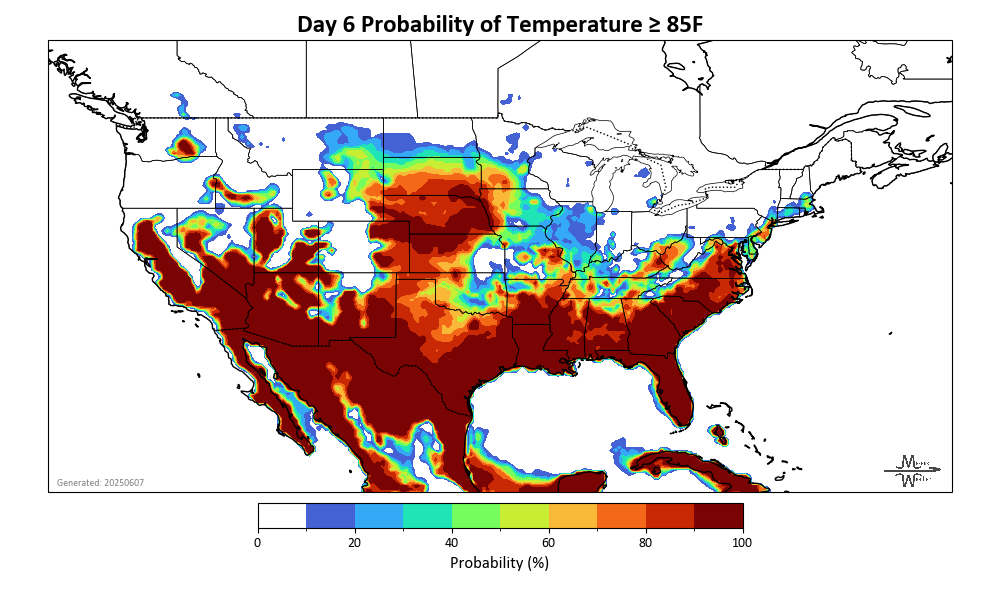 Day 6 Probability of Temperature ≥ 85F
Generated: 20250607
0 20 40 60 80 100
Probability (%)